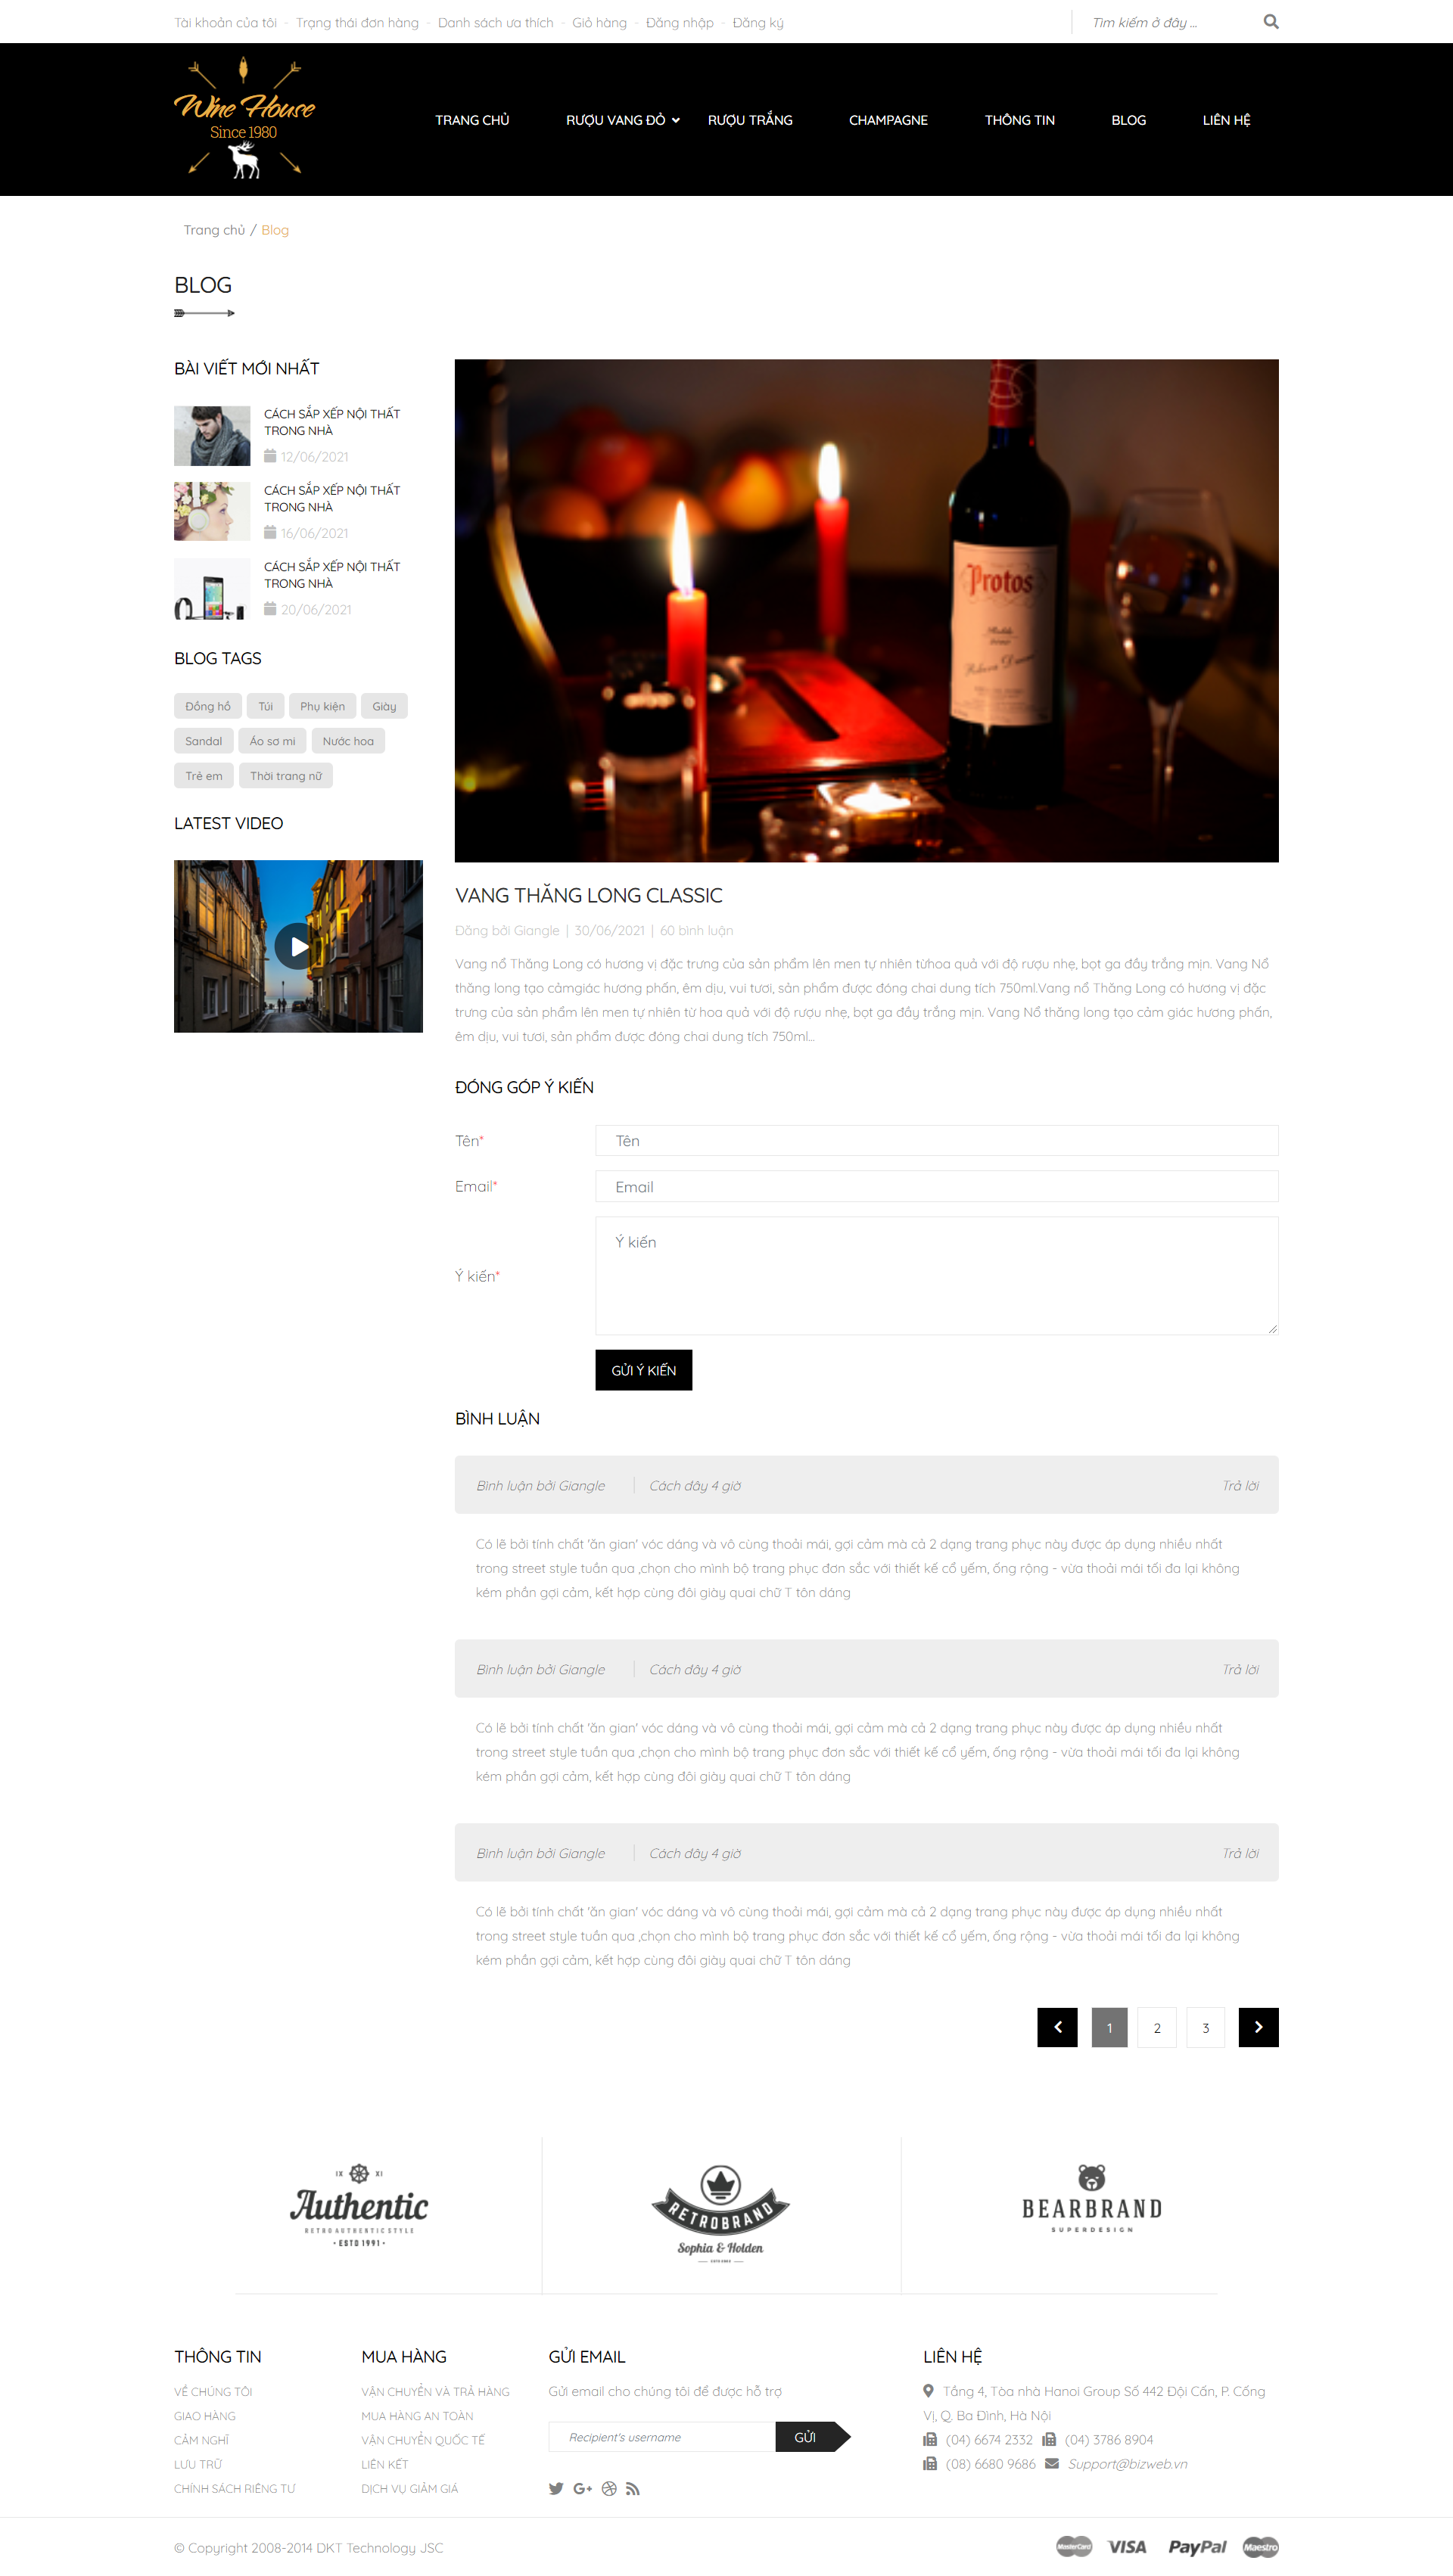 Tài khoản của tôi - Trạng thái đơn hàng - Danh sách ưa thích - Giỏ hàng - Đăng nhập - Đăng ký
Tìm kiếm ở đây ...
Wine House
Since 1980
TRANG CHỦ
RƯỢU VANG ĐỎ
RƯỢU TRẮNG
CHAMPAGNE
THÔNG TIN
BLOG
LIÊN HỆ
Trang chủ / Blog
BLOG
BÀI VIẾT MỚI NHẤT
CÁCH SẮP XẾP NỘI THẤT
TRONG NHÀ
12/06/2021
CÁCH SẮP XẾP NỘI THẤT
TRONG NHÀ
16/06/2021
CÁCH SẮP XẾP NỘI THẤT
TRONG NHÀ
20/06/2021
BLOG TAGS
Đồng hồ
Túi
Phụ kiện
Giày
Sandal
Áo sơ mi
Nước hoa
Trẻ em
Thời trang nữ
LATEST VIDEO
Protos
VANG THĂNG LONG CLASSIC
Đăng bởi Giangle | 30/06/2021 | 60 bình luận
Vang nổ Thăng Long có hương vị đặc trưng của sản phẩm lên men tự nhiên từhoa quả với độ rượu nhẹ, bọt ga đầy trắng mịn. Vang Nổ
thăng long tạo cảmgiác hương phấn, êm dịu, vui tươi, sản phẩm được đóng chai dung tích 750ml.Vang nổ Thăng Long có hương vị đặc
trưng của sản phẩm lên men tự nhiên từ hoa quả với độ rượu nhẹ, bọt ga đầy trắng mịn. Vang Nổ thăng long tạo cảm giác hương phấn,
êm dịu, vui tươi, sản phẩm được đóng chai dung tích 750ml...
ĐÓNG GÓP Ý KIẾN
Tên*
Tên
Email*
Email
Ý kiến*
Ý kiến
GỬI Ý KIẾN
BÌNH LUẬN
Bình luận bởi Giangle
Cách đây 4 giờ
Trả lời
Có lẽ bởi tính chất 'ăn gian' vóc dáng và vô cùng thoải mái, gợi cảm mà cả 2 dạng trang phục này được áp dụng nhiều nhất
trong street style tuần qua ,chọn cho mình bộ trang phục đơn sắc với thiết kế cổ yếm, ống rộng - vừa thoải mái tối đa lại không
kém phần gợi cảm, kết hợp cùng đôi giày quai chữ T tôn dáng
Bình luận bởi Giangle
Cách đây 4 giờ
Trả lời
Có lẽ bởi tính chất 'ăn gian' vóc dáng và vô cùng thoải mái, gợi cảm mà cả 2 dạng trang phục này được áp dụng nhiều nhất
trong street style tuần qua ,chọn cho mình bộ trang phục đơn sắc với thiết kế cổ yếm, ống rộng - vừa thoải mái tối đa lại không
kém phần gợi cảm, kết hợp cùng đôi giày quai chữ T tôn dáng
Bình luận bởi Giangle
Cách đây 4 giờ
Trả lời
Có lẽ bởi tính chất 'ăn gian' vóc dáng và vô cùng thoải mái, gợi cảm mà cả 2 dạng trang phục này được áp dụng nhiều nhất
trong street style tuần qua ,chọn cho mình bộ trang phục đơn sắc với thiết kế cổ yếm, ống rộng - vừa thoải mái tối đa lại không
kém phần gợi cảm, kết hợp cùng đôi giày quai chữ T tôn dáng
1
2
3
IX XI
Authentic
RETROAUTHENTICSTYLE
• ESTD 1991 •
RETROBRAND
Sophia & Holden
BEARBRAND
SUPERDESIGN
THÔNG TIN
VỀ CHÚNG TÔI
GIAO HÀNG
CẢM NGHĨ
LƯU TRỮ
CHÍNH SÁCH RIÊNG TƯ
MUA HÀNG
VẬN CHUYỂN VÀ TRẢ HÀNG
MUA HÀNG AN TOÀN
VẬN CHUYỂN QUỐC TẾ
LIÊN KẾT
DỊCH VỤ GIẢM GIÁ
GỬI EMAIL
Gửi email cho chúng tôi để được hỗ trợ
Recipient's username
GỬI
LIÊN HỆ
Tầng 4, Tòa nhà Hanoi Group Số 442 Đội Cấn, P. Cống
Vị, Q. Ba Đình, Hà Nội
(04) 6674 2332 (04) 3786 8904
(08) 6680 9686 Support@bizweb.vn
© Copyright 2008-2014 DKT Technology JSC
MasterCard VISA PayPal Maestro